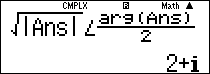 CMPLX R Math ▲
√|Ans| ∠ arg(Ans)/2
2+i